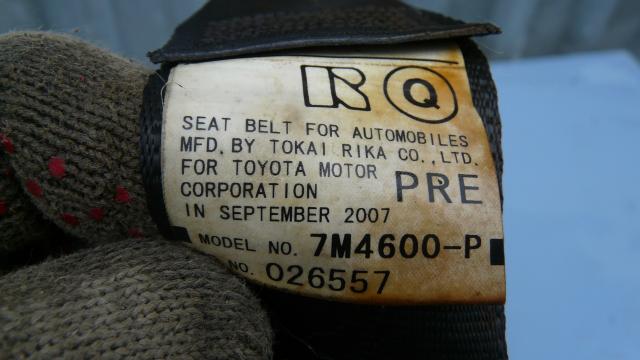 R Q
SEAT BELT FOR AUTOMOBILES
MFD. BY TOKAI RIKA CO., LTD.
FOR TOYOTA MOTOR
CORPORATION PRE
IN SEPTEMBER 2007
MODEL NO. 7M4600-P
NO. 026557